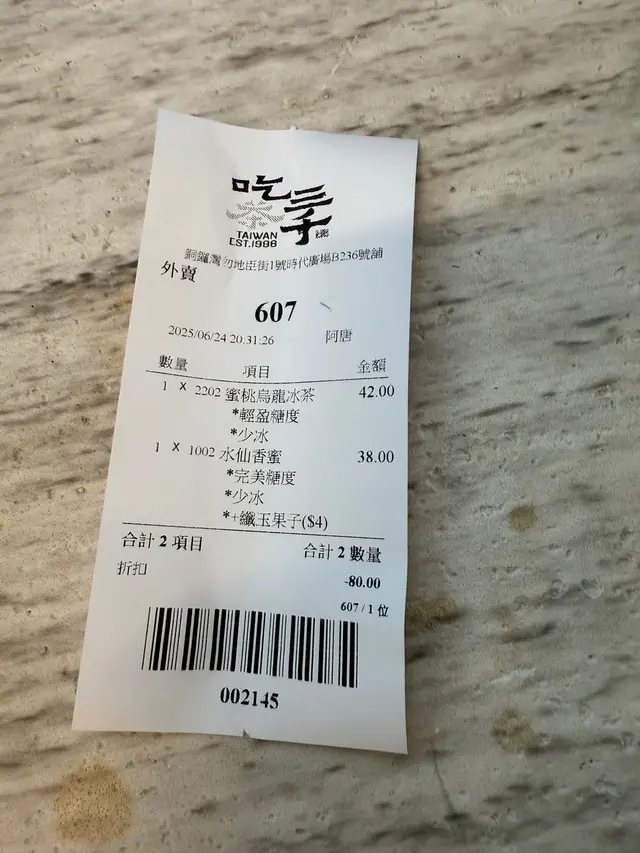 吃茶三千
TAIWAN
EST.1998
銅鑼灣勿地臣街1號時代廣場B236號舖
外賣
607
2025/06/24 20:31:26 阿唐
數量 項目 金額
1 X 2202 蜜桃烏龍冰茶 42.00
*輕盈糖度
*少冰
1 X 1002 水仙香蜜 38.00
*完美糖度
*少冰
*+纖玉果子($4)
合計 2 項目 合計 2 數量
折扣 -80.00
607 / 1 位
002145